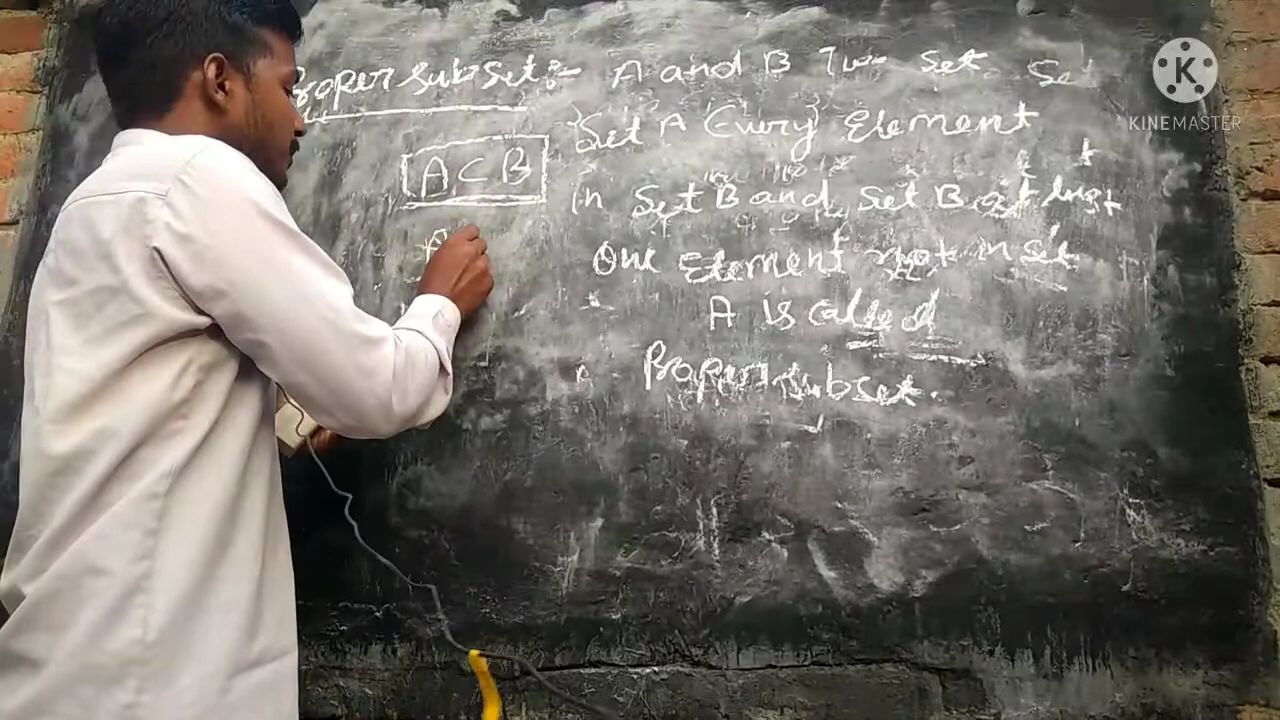 Proper subset:- A and B Two set. Set
Set A Every Element
A ⊂ B
in set B and set B at least
One Element not in set
A is called
Proper subset.
K
KINEMASTER